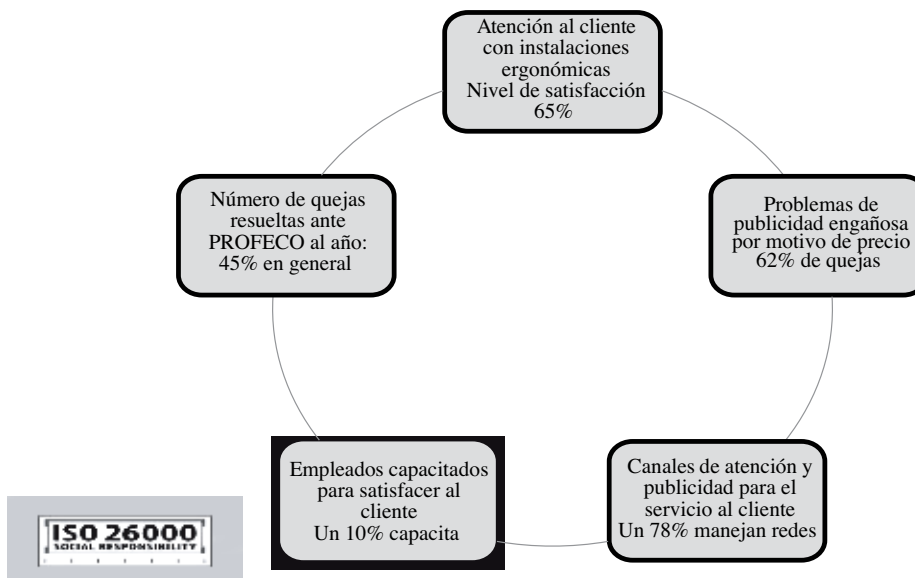 Atención al cliente
con instalaciones
ergonómicas
Nivel de satisfacción
65%
Problemas de
publicidad engañosa
por motivo de precio
62% de quejas
Canales de atención y
publicidad para el
servicio al cliente
Un 78% manejan redes
Empleados capacitados
para satisfacer al
cliente
Un 10% capacita
Número de quejas
resueltas ante
PROFECO al año:
45% en general
ISO 26000
SOCIAL RESPONSIBILITY